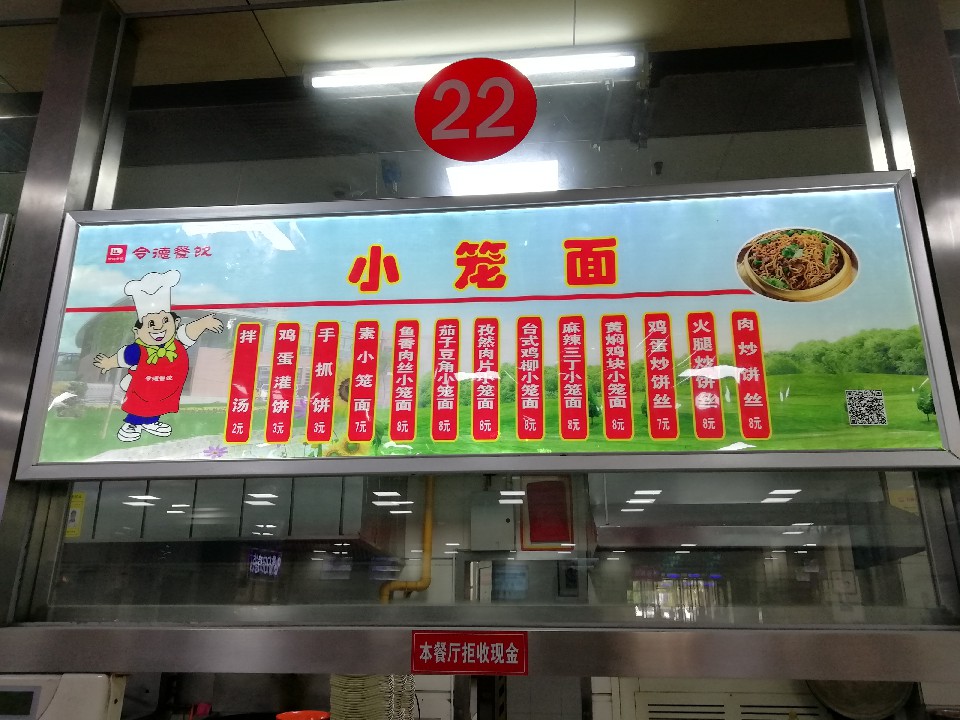 22
令德餐饮
小笼面
拌汤 2元
鸡蛋灌饼 3元
手抓饼 3元
素小笼面 7元
鱼香肉丝小笼面 8元
茄子豆角小笼面 8元
孜然肉片小笼面 8元
台式鸡柳小笼面 8元
麻辣三丁小笼面 8元
黄焖鸡块小笼面 8元
鸡蛋炒饼丝 7元
火腿炒饼丝 8元
肉炒饼丝 8元
令德餐饮
本餐厅拒收现金